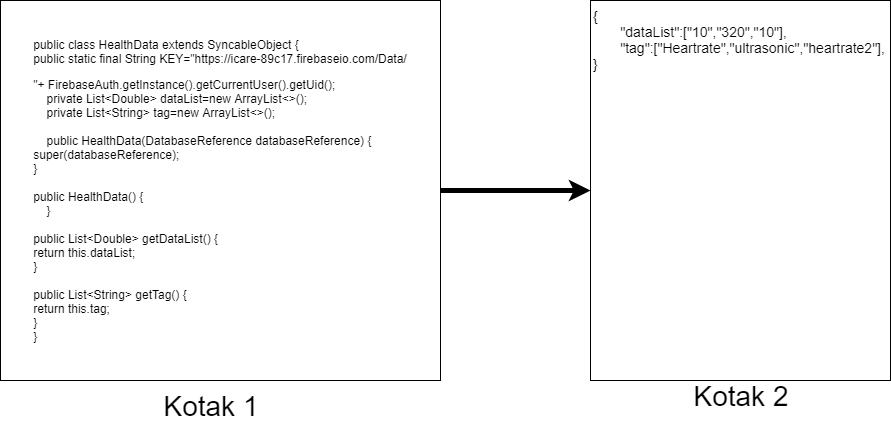 public class HealthData extends SyncableObject {
public static final String KEY="https://icare-89c17.firebaseio.com/Data/
"+ FirebaseAuth.getInstance().getCurrentUser().getUid();
private List<Double> dataList=new ArrayList<>();
private List<String> tag=new ArrayList<>();
public HealthData(DatabaseReference databaseReference) {
super(databaseReference);
}
public HealthData() {
}
public List<Double> getDataList() {
return this.dataList;
}
public List<String> getTag() {
return this.tag;
}
}
Kotak 1
{
"dataList":["10","320","10"],
"tag":["Heartrate","ultrasonic","heartrate2"],
}
Kotak 2